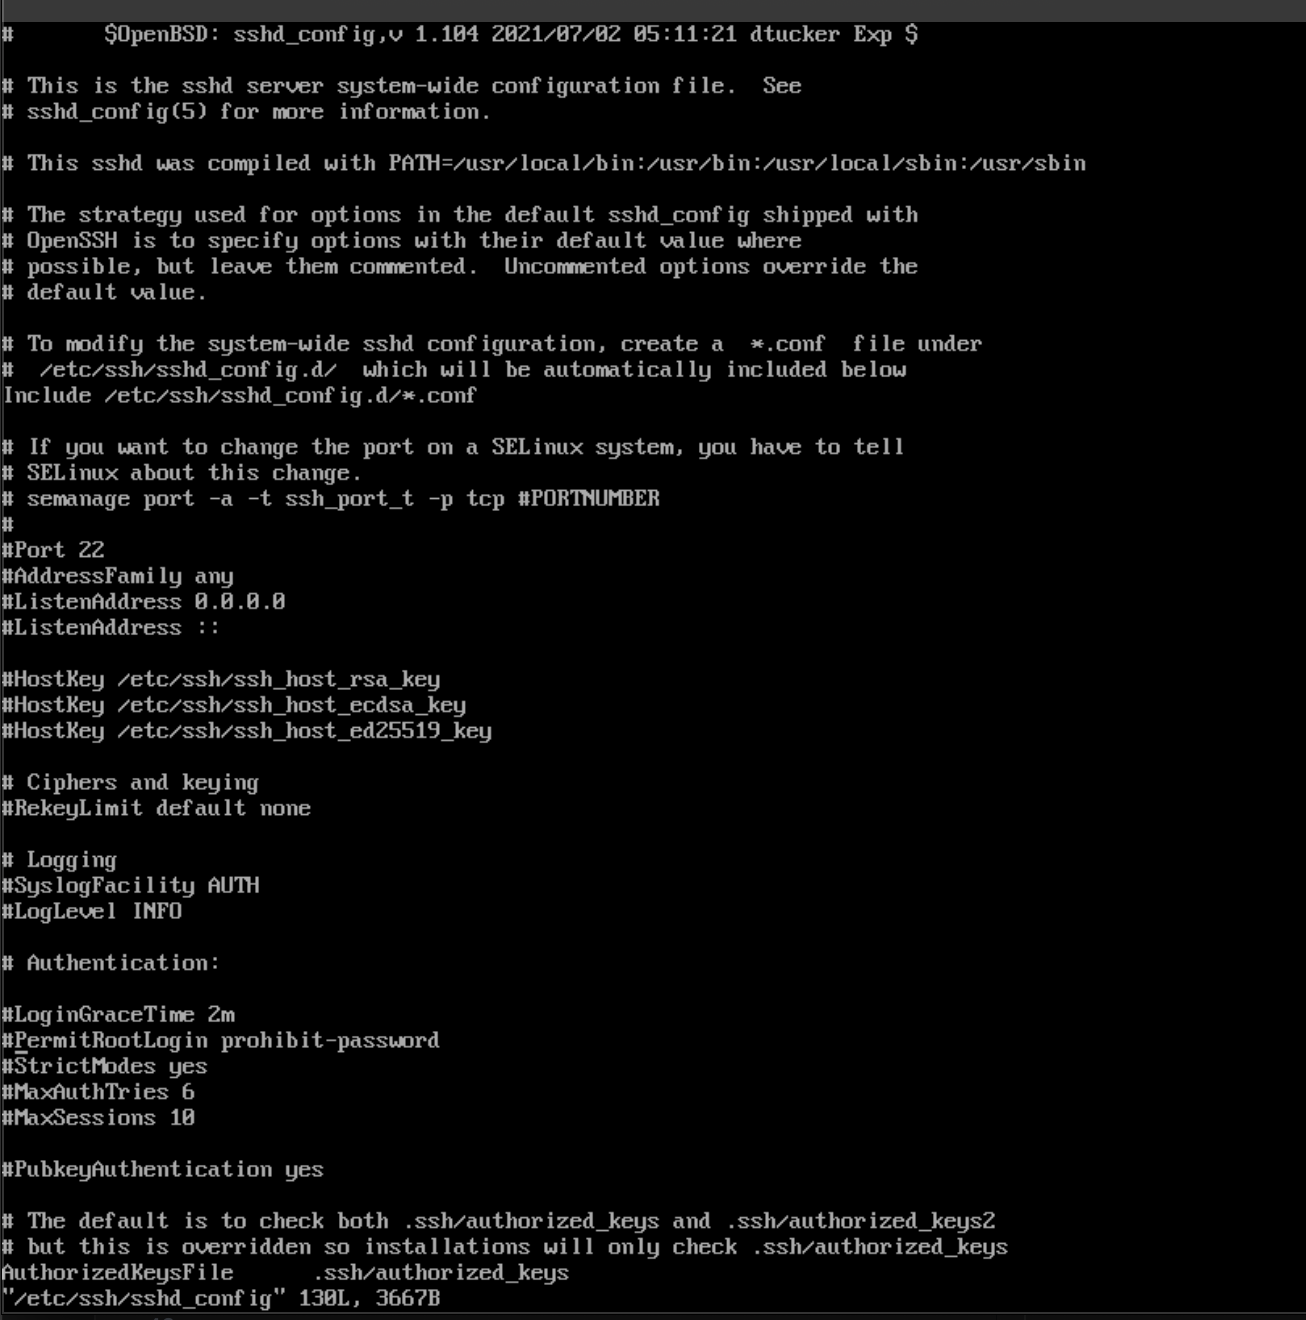 #       $OpenBSD: sshd_config,v 1.104 2021/07/02 05:11:21 dtucker Exp $

# This is the sshd server system-wide configuration file.  See
# sshd_config(5) for more information.

# This sshd was compiled with PATH=/usr/local/bin:/usr/bin:/usr/local/sbin:/usr/sbin

# The strategy used for options in the default sshd_config shipped with
# OpenSSH is to specify options with their default value where
# possible, but leave them commented.  Uncommented options override the
# default value.

# To modify the system-wide sshd configuration, create a  *.conf  file under
#  /etc/ssh/sshd_config.d/  which will be automatically included below
Include /etc/ssh/sshd_config.d/*.conf

# If you want to change the port on a SELinux system, you have to tell
# SELinux about this change.
# semanage port -a -t ssh_port_t -p tcp #PORTNUMBER
#
#Port 22
#AddressFamily any
#ListenAddress 0.0.0.0
#ListenAddress ::

#HostKey /etc/ssh/ssh_host_rsa_key
#HostKey /etc/ssh/ssh_host_ecdsa_key
#HostKey /etc/ssh/ssh_host_ed25519_key

# Ciphers and keying
#RekeyLimit default none

# Logging
#SyslogFacility AUTH
#LogLevel INFO

# Authentication:

#LoginGraceTime 2m
#PermitRootLogin prohibit-password
#StrictModes yes
#MaxAuthTries 6
#MaxSessions 10

#PubkeyAuthentication yes

# The default is to check both .ssh/authorized_keys and .ssh/authorized_keys2
# but this is overridden so installations will only check .ssh/authorized_keys
AuthorizedKeysFile      .ssh/authorized_keys
"/etc/ssh/sshd_config" 130L, 3667B